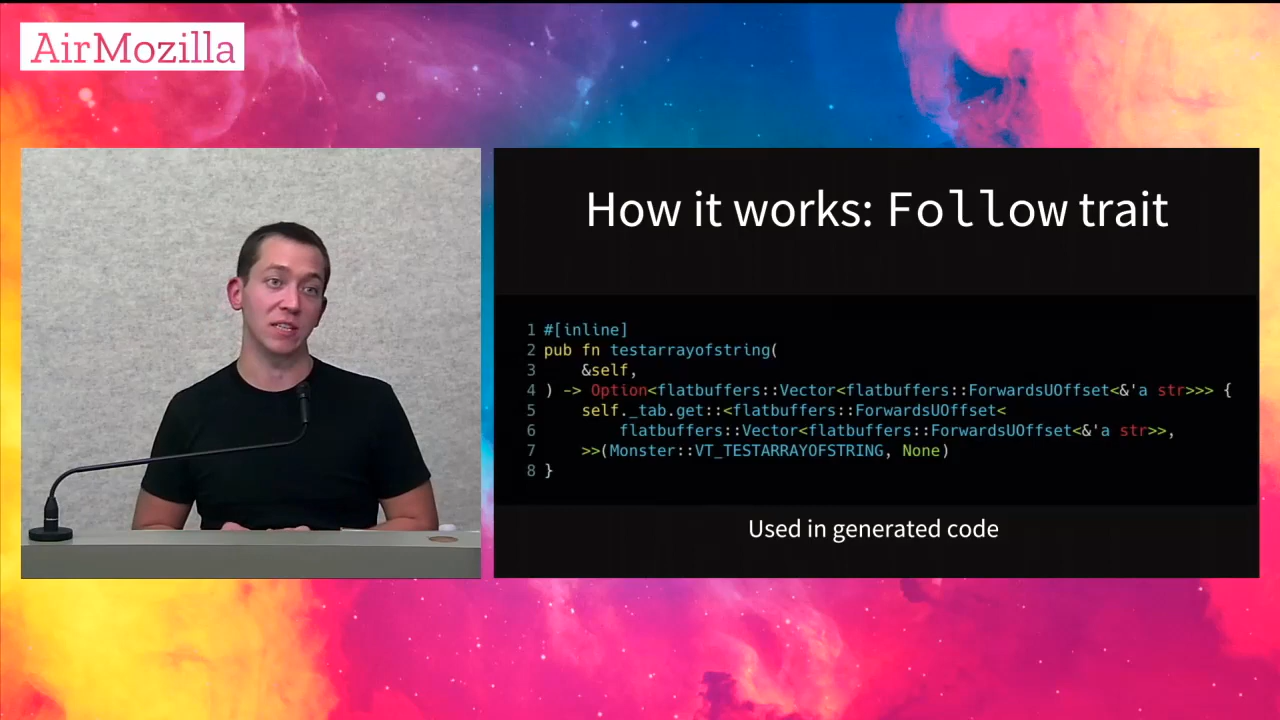 AirMozilla
How it works: Follow trait
1 #[inline]
2 pub fn testarrayofstring(
3     &self,
4 ) -> Option<flatbuffers::Vector<flatbuffers::ForwardsUOffset<&'a str>>> {
5     self._tab.get::<flatbuffers::ForwardsUOffset<
6         flatbuffers::Vector<flatbuffers::ForwardsUOffset<&'a str>>,
7     >>(Monster::VT_TESTARRAYOFSTRING, None)
8 }
Used in generated code